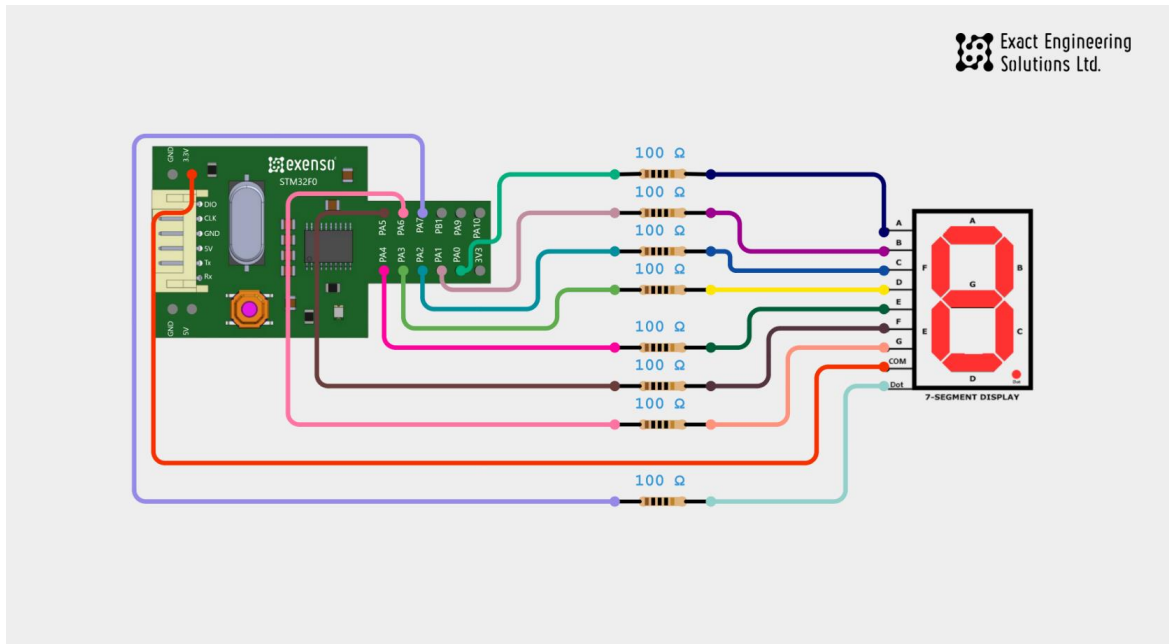 Exact Engineering
Solutions Ltd.
GND
3.3V
exenso
STM32F0
DIO
CLK
GND
5V
Tx
Rx
GND
5V
PA5
PA6
PA7
PB1
PA9
PA10
PA4
PA3
PA2
PA1
PA0
3V3
100 Ω
100 Ω
100 Ω
100 Ω
100 Ω
100 Ω
100 Ω
100 Ω
A
B
C
D
E
F
G
COM
Dot
A
F
B
G
E
C
D
Dot
7-SEGMENT DISPLAY